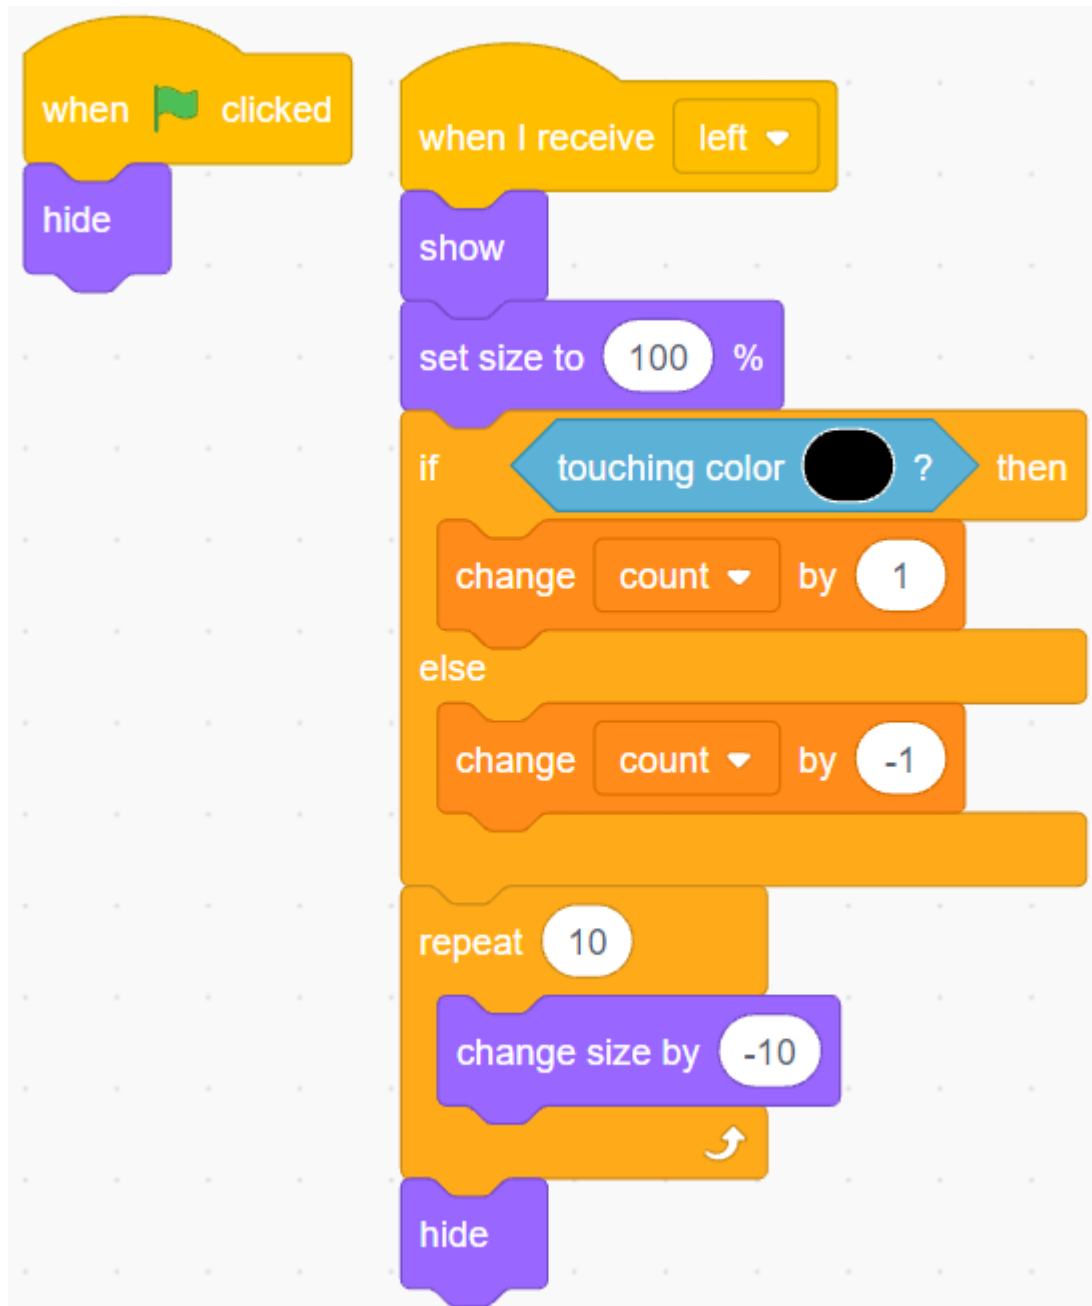 when clicked
hide
when I receive left
show
set size to 100 %
if touching color ? then
change count by 1
else
change count by -1
repeat 10
change size by -10
hide